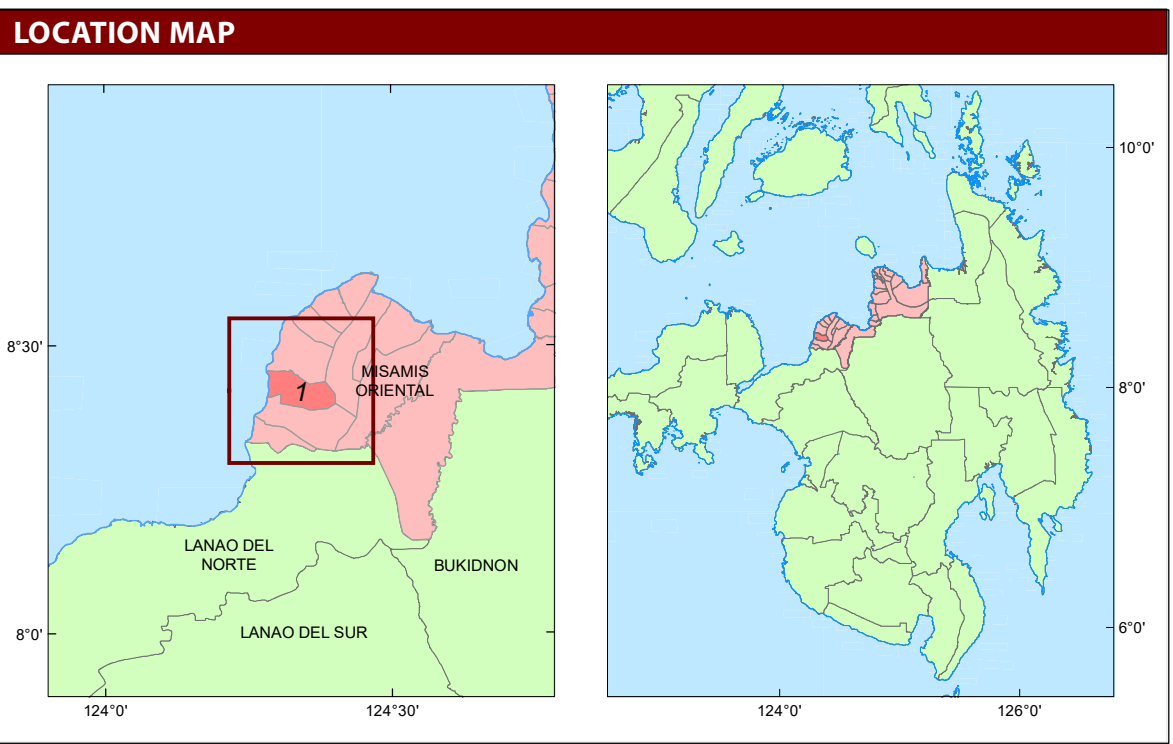 LOCATION MAP
10°0'
8°30'
MISAMIS
ORIENTAL
1
8°0'
LANAO DEL
NORTE
BUKIDNON
LANAO DEL SUR
8°0'
6°0'
124°0'
124°30'
124°0'
126°0'